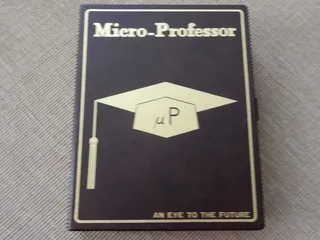 Micro-Professor
µP
AN EYE TO THE FUTURE